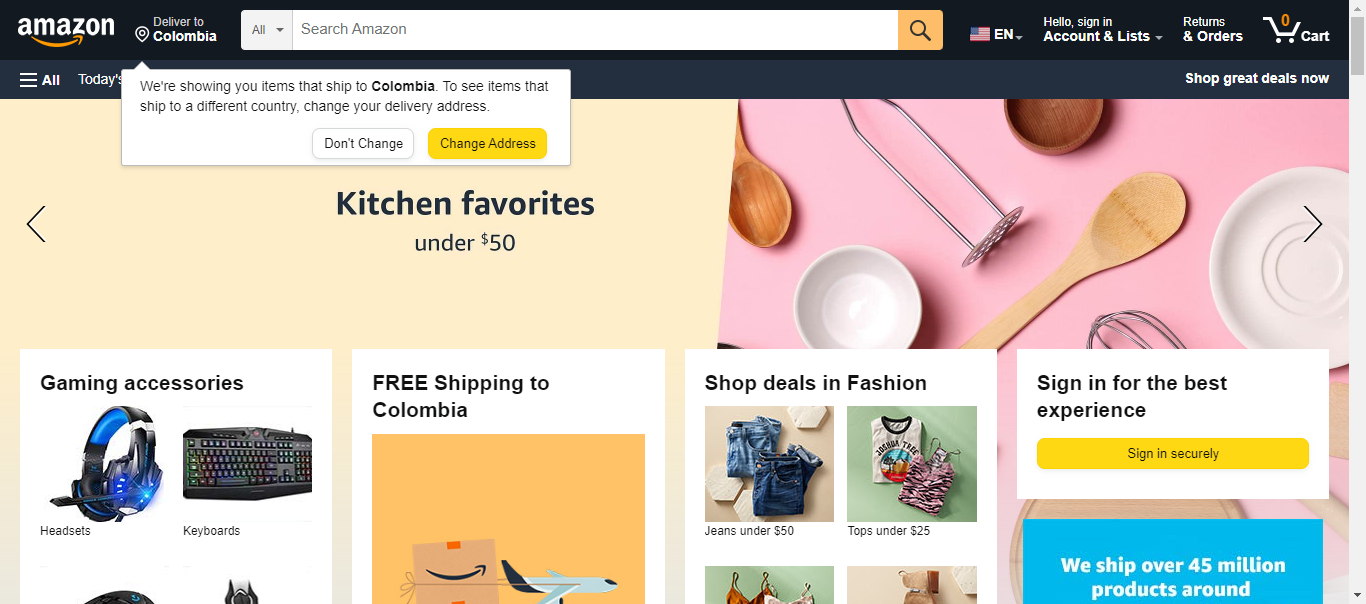 amazon
Deliver to
Colombia
All
Search Amazon
EN
Hello, sign in
Account & Lists
Returns
& Orders
0
Cart
All
Today's
Shop great deals now
We're showing you items that ship to Colombia. To see items that
ship to a different country, change your delivery address.
Don't Change
Change Address
Kitchen favorites
under $50
Gaming accessories
Headsets
Keyboards
FREE Shipping to
Colombia
Shop deals in Fashion
JOSHUA TREE
Jeans under $50
Tops under $25
Sign in for the best
experience
Sign in securely
We ship over 45 million
products around